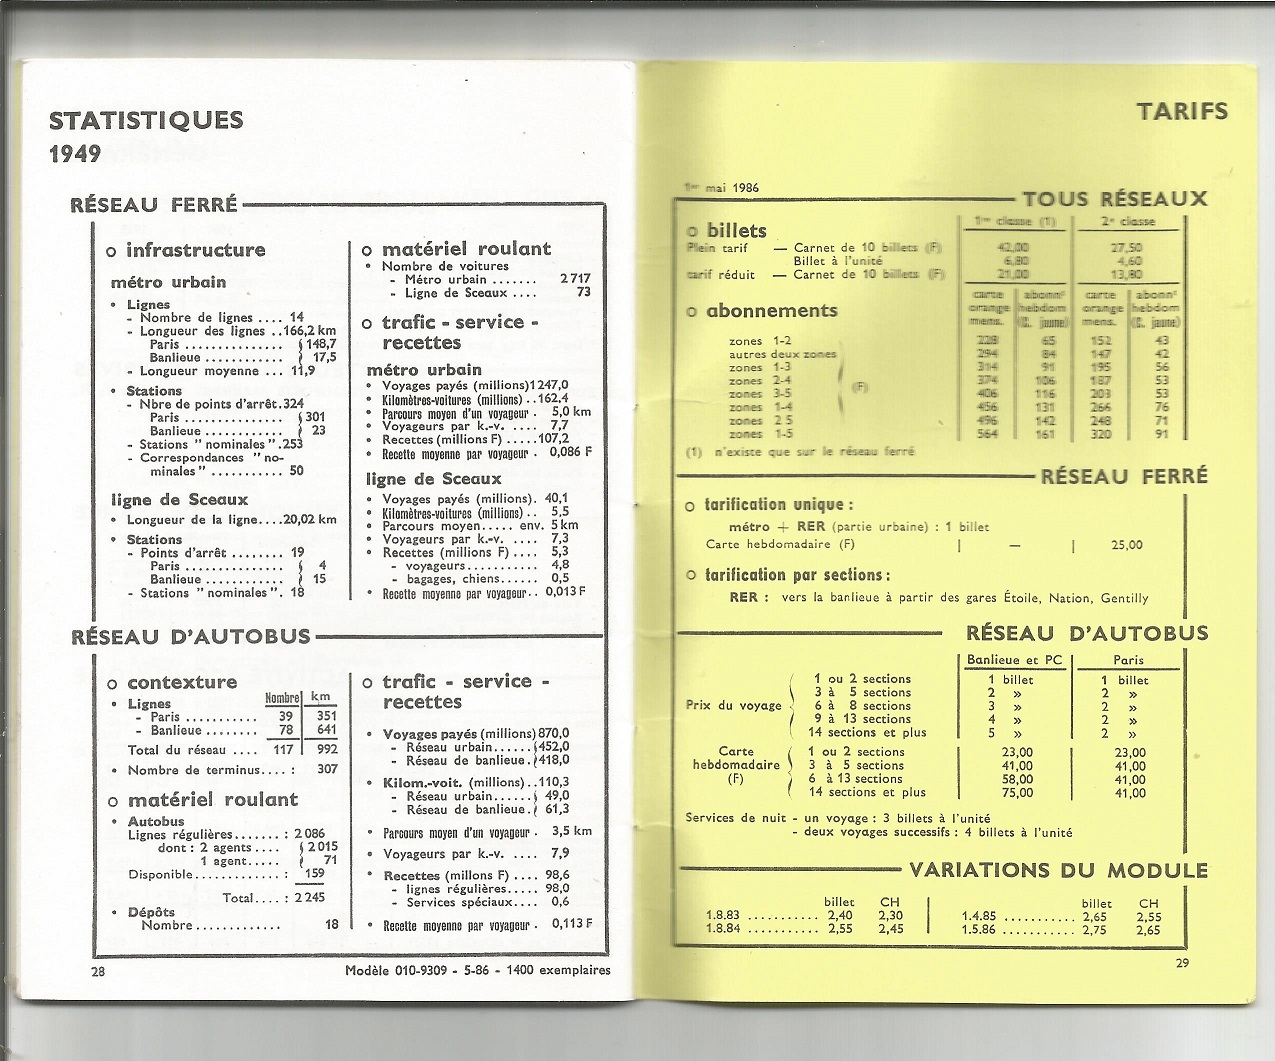 STATISTIQUES
1949
RÉSEAU FERRÉ
o infrastructure
métro urbain
• Lignes
- Nombre de lignes .... 14
- Longueur des lignes ..166,2 km
Paris .............. 148,7
Banlieue ........... 17,5
- Longueur moyenne ... 11,9
• Stations
- Nbre de points d'arrêt.324
Paris .............. 301
Banlieue ........... 23
- Stations " nominales ".253
- Correspondances " no-
minales " ........... 50
ligne de Sceaux
• Longueur de la ligne....20,02 km
• Stations
- Points d'arrêt ........ 19
Paris .............. 4
Banlieue ........... 15
- Stations " nominales ". 18
o matériel roulant
• Nombre de voitures
- Métro urbain ....... 2 717
- Ligne de Sceaux .... 73
o trafic - service -
recettes
métro urbain
• Voyages payés (millions)1 247,0
• Kilomètres-voitures (millions) ..162,4
• Parcours moyen d'un voyageur . 5,0 km
• Voyageurs par k.-v. .... 7,7
• Recettes (millions F) .....107,2
• Recette moyenne par voyageur . 0,086 F
ligne de Sceaux
• Voyages payés (millions). 40,1
• Kilomètres-voitures (millions) .. 5,5
• Parcours moyen..... env. 5 km
• Voyageurs par k.-v. .... 7,3
• Recettes (millions F) .... 5,3
- voyageurs........... 4,8
- bagages, chiens...... 0,5
• Recette moyenne par voyageur.. 0,013 F
RÉSEAU D'AUTOBUS
o contexture
Nombre km
• Lignes
- Paris ........... 39 351
- Banlieue ........ 78 641
Total du réseau .... 117 992
• Nombre de terminus.... : 307
o matériel roulant
• Autobus
Lignes régulières....... : 2 086
dont : 2 agents .... 2 015
1 agent..... 71
Disponible............ : 159
Total.... : 2 245
• Dépôts
Nombre ............. 18
o trafic - service -
recettes
• Voyages payés (millions) 870,0
- Réseau urbain...... 452,0
- Réseau de banlieue. 418,0
• Kilom.-voit. (millions)..110,3
- Réseau urbain...... 49,0
- Réseau de banlieue. 61,3
• Parcours moyen d'un voyageur . 3,5 km
• Voyageurs par k.-v. .... 7,9
• Recettes (millons F) .... 98,6
- lignes régulières..... 98,0
- Services spéciaux.... 0,6
• Recette moyenne par voyageur . 0,113 F
28
Modèle 010-9309 - 5-86 - 1400 exemplaires
TARIFS
1er mai 1986
TOUS RÉSEAUX
1re classe (1) 2e classe
o billets
Plein tarif — Carnet de 10 billets (F) 42,00 27,50
Billet à l'unité 6,80 4,60
tarif réduit — Carnet de 10 billets (F) 21,00 13,80
o abonnements
carte orange mens. abonnt hebdom (C. jaune) carte orange mens. abonnt hebdom (C. jaune)
zones 1-2 228 65 152 43
autres deux zones 294 84 147 42
zones 1-3 314 91 195 56
zones 2-4 374 106 187 53
zones 3-5 (F) 406 116 203 53
zones 1-4 456 131 266 76
zones 2 5 496 142 248 71
zones 1-5 564 161 320 91
(1) n'existe que sur le réseau ferré
RÉSEAU FERRÉ
o tarification unique :
métro + RER (partie urbaine) : 1 billet
Carte hebdomadaire (F) | — | 25,00
o tarification par sections :
RER : vers la banlieue à partir des gares Étoile, Nation, Gentilly
RÉSEAU D'AUTOBUS
Banlieue et PC Paris
Prix du voyage
1 ou 2 sections 1 billet 1 billet
3 à 5 sections 2 » 2 »
6 à 8 sections 3 » 2 »
9 à 13 sections 4 » 2 »
14 sections et plus 5 » 2 »
Carte hebdomadaire (F)
1 ou 2 sections 23,00 23,00
3 à 5 sections 41,00 41,00
6 à 13 sections 58,00 41,00
14 sections et plus 75,00 41,00
Services de nuit - un voyage : 3 billets à l'unité
- deux voyages successifs : 4 billets à l'unité
VARIATIONS DU MODULE
billet CH billet CH
1.8.83 ........... 2,40 2,30 1.4.85 ........... 2,65 2,55
1.8.84 ........... 2,55 2,45 1.5.86 ........... 2,75 2,65
29